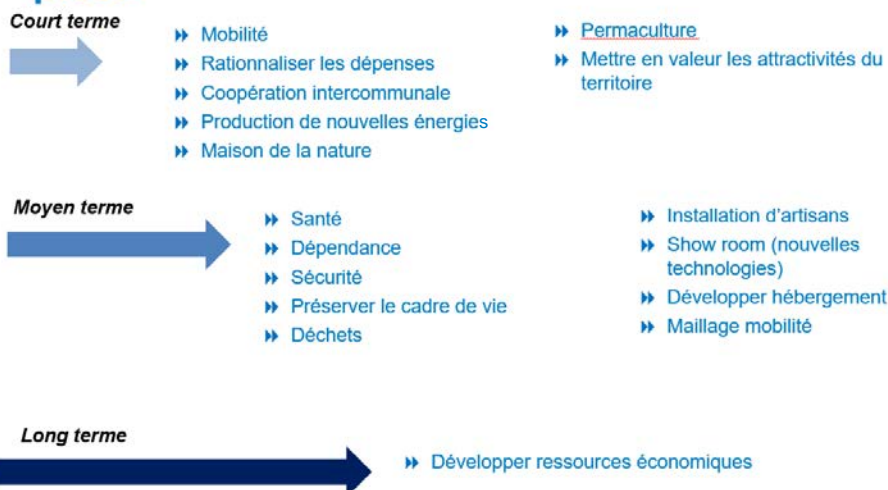 Court terme
Mobilité
Rationnaliser les dépenses
Coopération intercommunale
Production de nouvelles énergies
Maison de la nature
Permaculture
Mettre en valeur les attractivités du
territoire
Moyen terme
Santé
Dépendance
Sécurité
Préserver le cadre de vie
Déchets
Installation d'artisans
Show room (nouvelles
technologies)
Développer hébergement
Maillage mobilité
Long terme
Développer ressources économiques